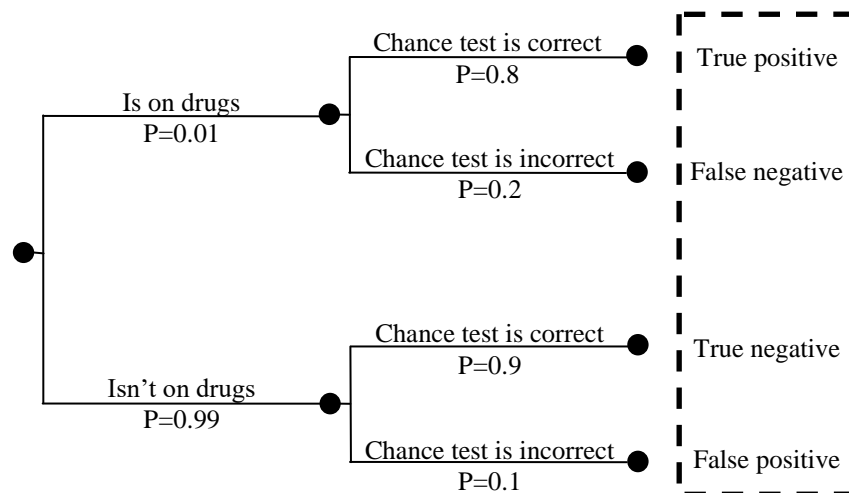 Chance test is correct
P=0.8
True positive
Is on drugs
P=0.01
Chance test is incorrect
P=0.2
False negative
Chance test is correct
P=0.9
True negative
Isn’t on drugs
P=0.99
Chance test is incorrect
P=0.1
False positive